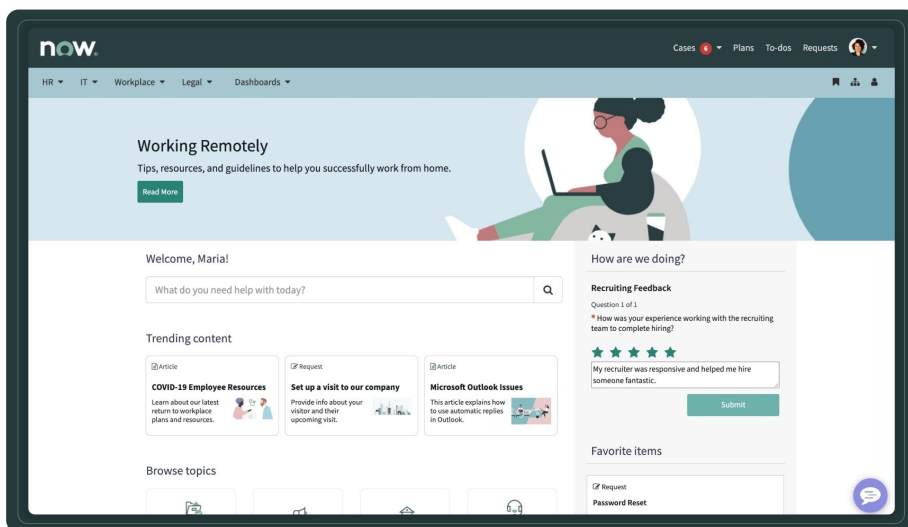 now.
Cases 6 Plans To-dos Requests
HR IT Workplace Legal Dashboards
Working Remotely
Tips, resources, and guidelines to help you successfully work from home.
Read More
Welcome, Maria!
What do you need help with today?
Trending content
Article
COVID-19 Employee Resources
Learn about our latest
return to workplace
plans and resources.
Request
Set up a visit to our company
Provide info about your
visitor and their
upcoming visit.
Article
Microsoft Outlook Issues
This article explains how
to use automatic replies
in Outlook.
Browse topics
How are we doing?
Recruiting Feedback
Question 1 of 1
* How was your experience working with the recruiting
team to complete hiring?
My recruiter was responsive and helped me hire
someone fantastic.
Submit
Favorite items
Request
Password Reset